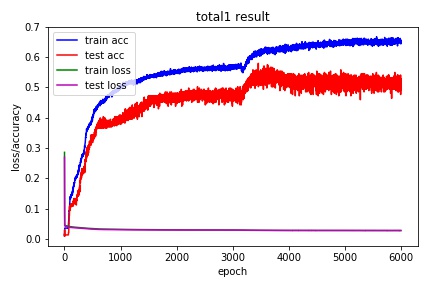 total1 result
train acc
test acc
train loss
test loss
loss/accuracy
0.7
0.6
0.5
0.4
0.3
0.2
0.1
0.0
0 1000 2000 3000 4000 5000 6000
epoch